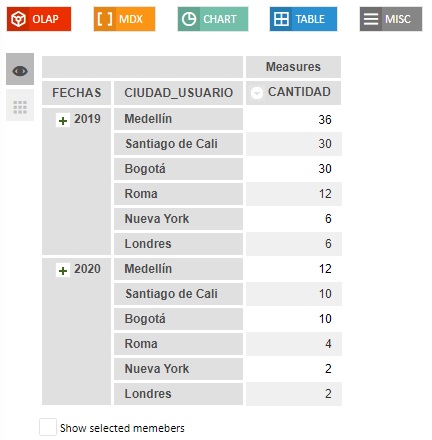 OLAP MDX CHART TABLE MISC
Measures
FECHAS CIUDAD_USUARIO CANTIDAD
2019 Medellín 36
Santiago de Cali 30
Bogotá 30
Roma 12
Nueva York 6
Londres 6
2020 Medellín 12
Santiago de Cali 10
Bogotá 10
Roma 4
Nueva York 2
Londres 2
Show selected memebers